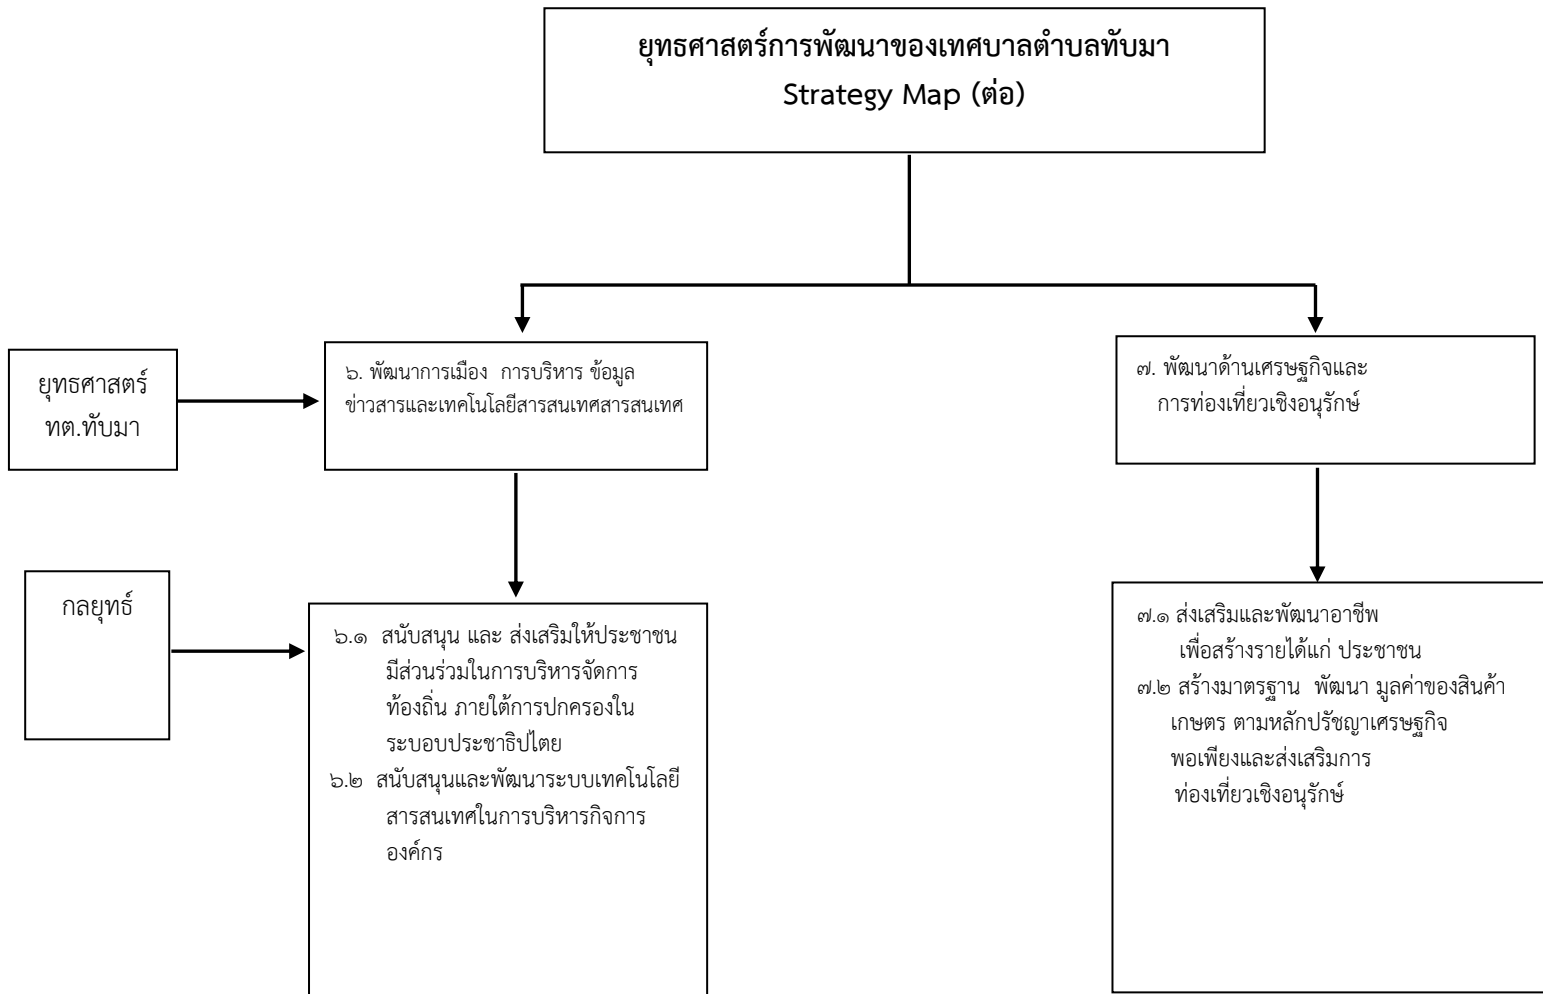 ยุทธศาสตร์การพัฒนาของเทศบาลตำบลทับมา
Strategy Map (ต่อ)
ยุทธศาสตร์
ทต.ทับมา
๖. พัฒนาการเมือง การบริหาร ข้อมูล
ข่าวสารและเทคโนโลยีสารสนเทศสารสนเทศ
๗. พัฒนาด้านเศรษฐกิจและ
การท่องเที่ยวเชิงอนุรักษ์
กลยุทธ์
๖.๑ สนับสนุน และ ส่งเสริมให้ประชาชน
มีส่วนร่วมในการบริหารจัดการ
ท้องถิ่น ภายใต้การปกครองใน
ระบอบประชาธิปไตย
๖.๒ สนับสนุนและพัฒนาระบบเทคโนโลยี
สารสนเทศในการบริหารกิจการ
องค์กร
๗.๑ ส่งเสริมและพัฒนาอาชีพ
เพื่อสร้างรายได้แก่ ประชาชน
๗.๒ สร้างมาตรฐาน พัฒนา มูลค่าของสินค้า
เกษตร ตามหลักปรัชญาเศรษฐกิจ
พอเพียงและส่งเสริมการ
ท่องเที่ยวเชิงอนุรักษ์